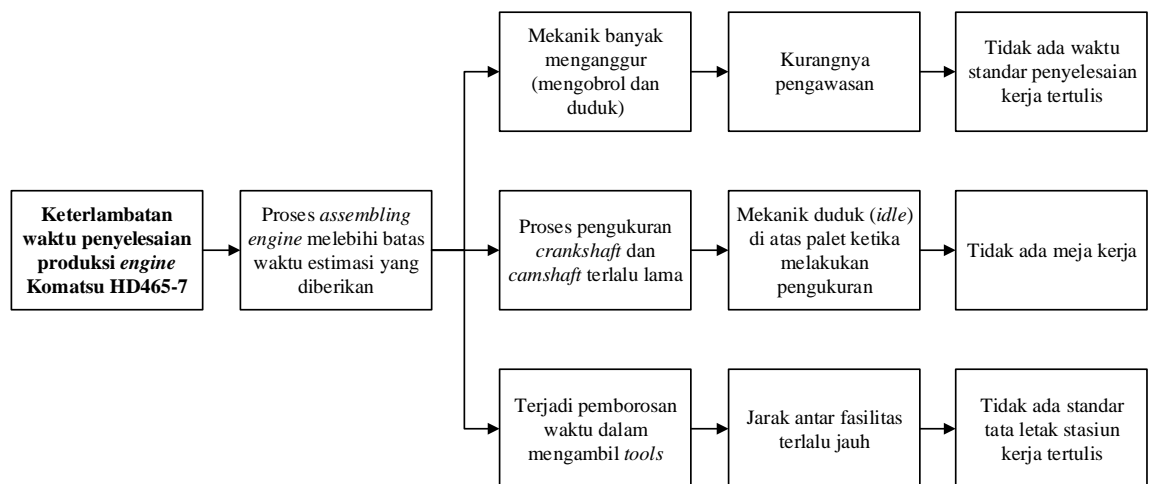 Mekanik banyak
menganggur
(mengobrol dan
duduk)
Kurangnya
pengawasan
Tidak ada waktu
standar penyelesaian
kerja tertulis
Keterlambatan
waktu penyelesaian
produksi engine
Komatsu HD465-7
Proses assembling
engine melebihi batas
waktu estimasi yang
diberikan
Proses pengukuran
crankshaft dan
camshaft terlalu lama
Mekanik duduk (idle)
di atas palet ketika
melakukan
pengukuran
Tidak ada meja kerja
Terjadi pemborosan
waktu dalam
mengambil tools
Jarak antar fasilitas
terlalu jauh
Tidak ada standar
tata letak stasiun
kerja tertulis